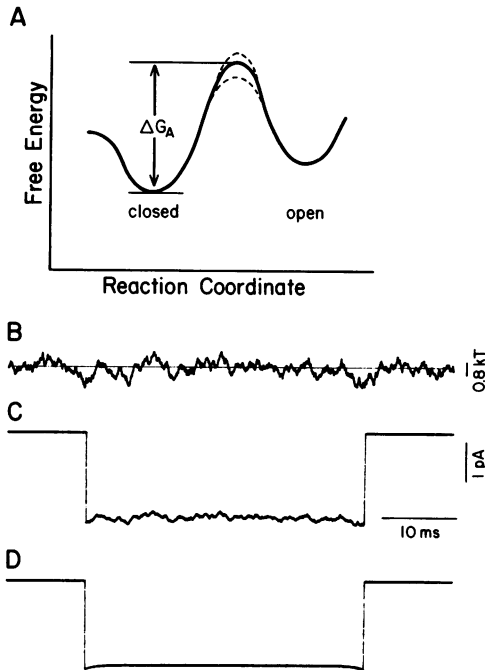 A
Free Energy
ΔG_A
closed
open
Reaction Coordinate
B
0.8 kT
C
1 pA
10 ms
D